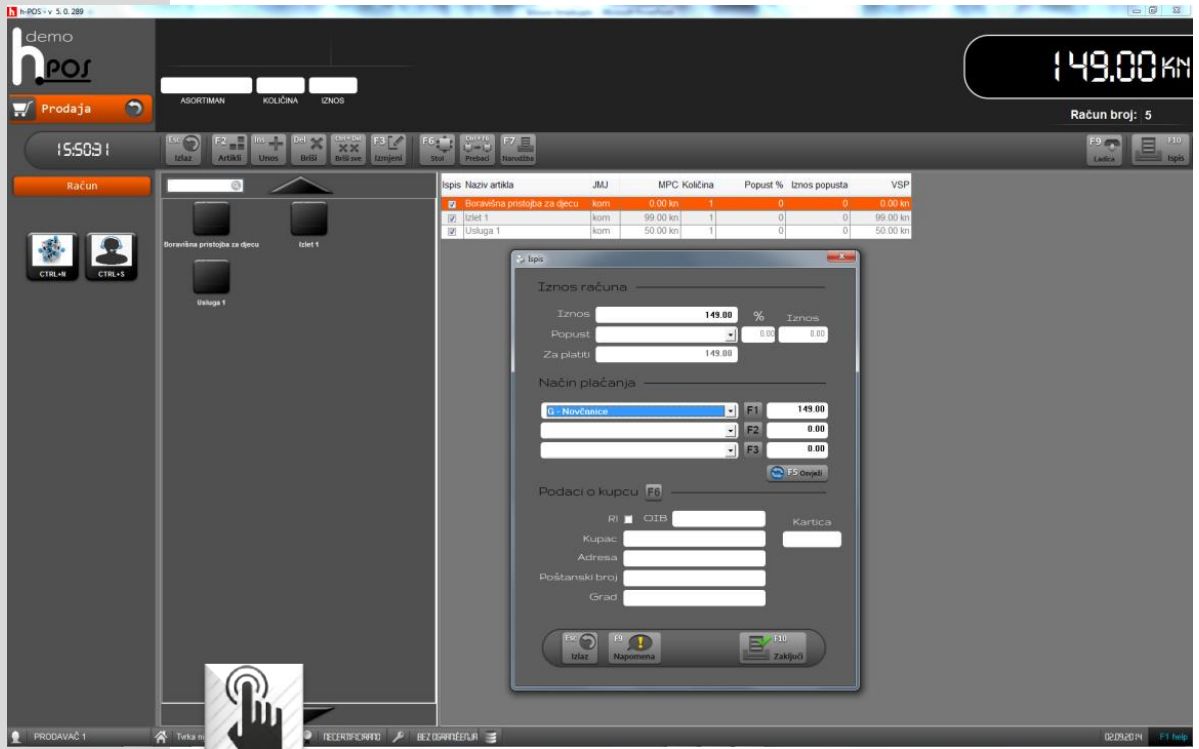 h-POS - v 5. 0. 289
demo
h.POS
149.00 KN
ASORTIMAN KOLIČINA IZNOS
Prodaja
Račun broj: 5
15:50:31
Esc Izlaz
F2 Artikli
Ins Unos
Del Briši
Ctrl+Del Briši sve
F3 Izmjeni
F6 Stol
Ctrl+F6 Prebaci
F7 Narudžba
F9 Ladica
F10 Ispis
Račun
CTRL+N CTRL+S
Boravišna pristojba za djecu
Izlet 1
Usluga 1
Ispis Naziv artikla JMJ MPC Količina Popust % Iznos popusta VSP
Boravišna pristojba za djecu kom 0.00 kn 1 0 0 0.00 kn
Izlet 1 kom 99.00 kn 1 0 0 99.00 kn
Usluga 1 kom 50.00 kn 1 0 0 50.00 kn
Ispis
Iznos računa
Iznos 149.00 % Iznos
Popust 0.00 0.00
Za platiti 149.00
Način plaćanja
G - Novčanice F1 149.00
F2 0.00
F3 0.00
F5 Osvježi
Podaci o kupcu F6
RI OIB Kartica
Kupac
Adresa
Poštanski broj
Grad
Esc Izlaz
F9 Napomena
F10 Zaključi
PRODAVAČ 1
Tvrka
NECERTIFICIRANO
BEZ OGRANIČENJA
02.09.2014
F1 help